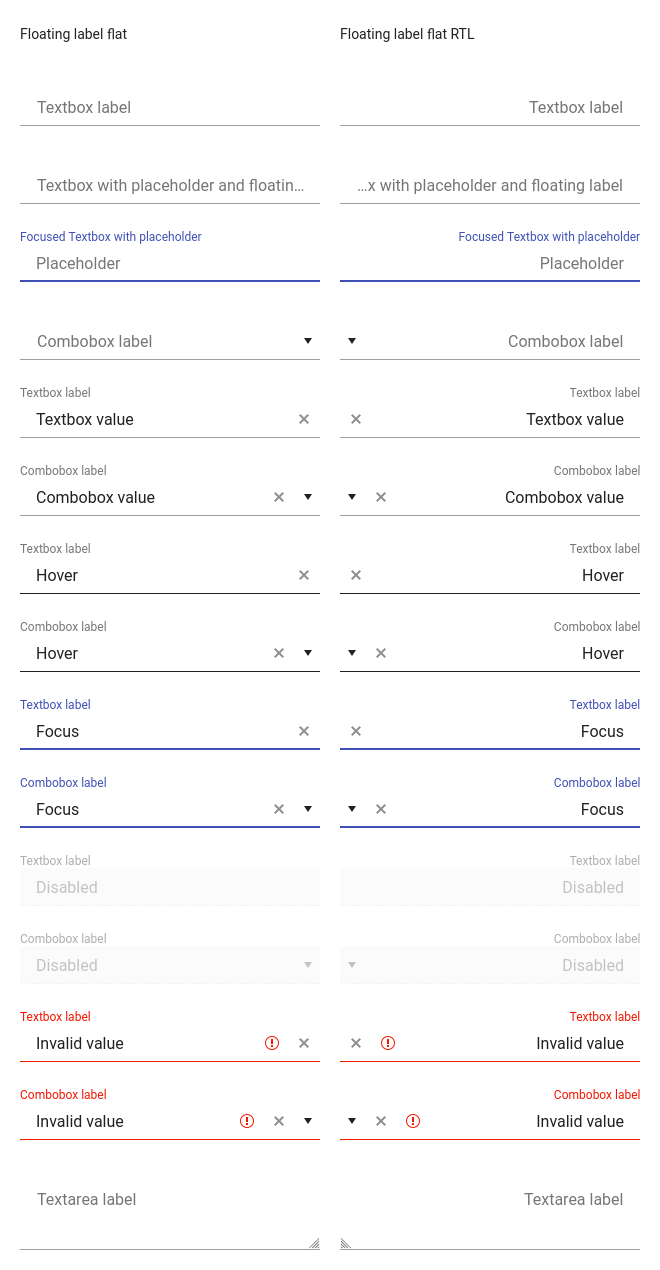 Floating label flat
Floating label flat RTL
Textbox label
Textbox label
Textbox with placeholder and floatin…
…x with placeholder and floating label
Focused Textbox with placeholder
Focused Textbox with placeholder
Placeholder
Placeholder
Combobox label
Combobox label
Textbox label
Textbox label
Textbox value
Textbox value
Combobox label
Combobox label
Combobox value
Combobox value
Textbox label
Textbox label
Hover
Hover
Combobox label
Combobox label
Hover
Hover
Textbox label
Textbox label
Focus
Focus
Combobox label
Combobox label
Focus
Focus
Textbox label
Textbox label
Disabled
Disabled
Combobox label
Combobox label
Disabled
Disabled
Textbox label
Textbox label
Invalid value
Invalid value
Combobox label
Combobox label
Invalid value
Invalid value
Textarea label
Textarea label